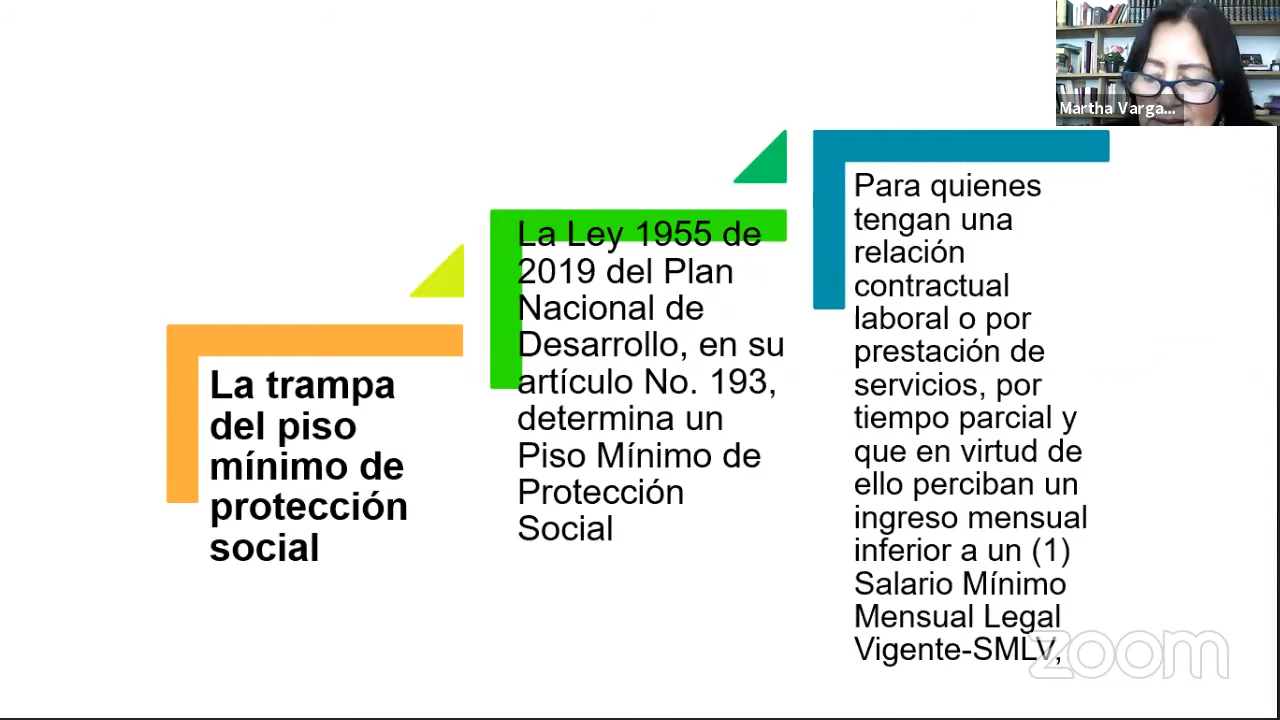 Martha Varga...
La trampa
del piso
mínimo de
protección
social
La Ley 1955 de
2019 del Plan
Nacional de
Desarrollo, en su
artículo No. 193,
determina un
Piso Mínimo de
Protección
Social
Para quienes
tengan una
relación
contractual
laboral o por
prestación de
servicios, por
tiempo parcial y
que en virtud de
ello perciban un
ingreso mensual
inferior a un (1)
Salario Mínimo
Mensual Legal
Vigente-SMLV,
zoom